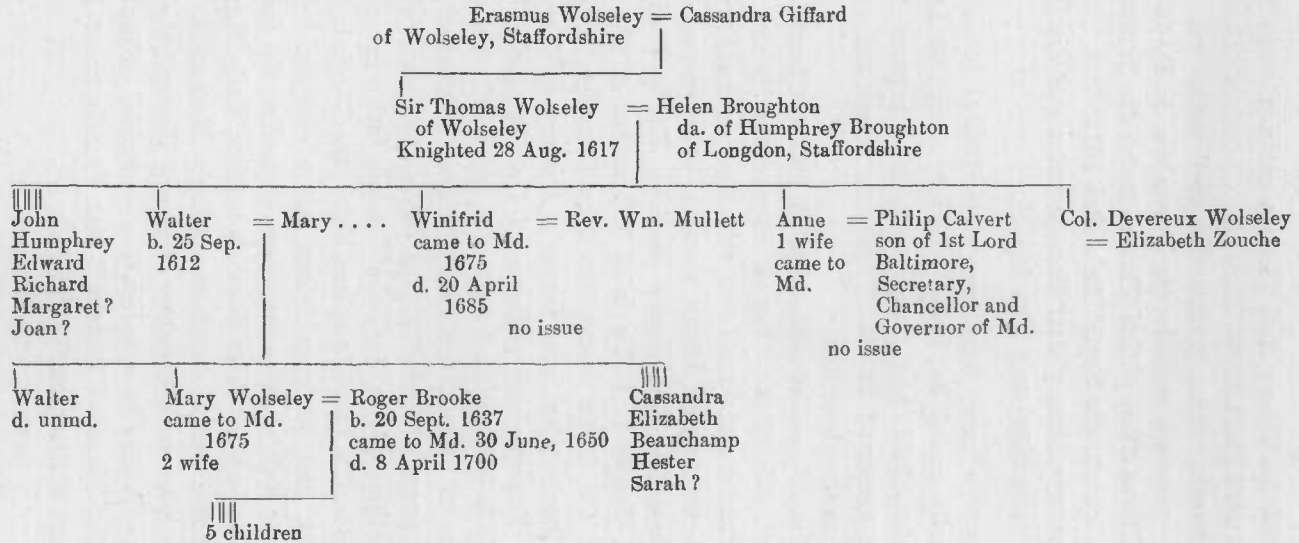 Erasmus Wolseley = Cassandra Giffard
of Wolseley, Staffordshire
Sir Thomas Wolseley = Helen Broughton
of Wolseley da. of Humphrey Broughton
Knighted 28 Aug. 1617 of Longdon, Staffordshire
John
Humphrey
Edward
Richard
Margaret?
Joan?
Walter = Mary ....
b. 25 Sep.
1612
Winifrid = Rev. Wm. Mullett
came to Md.
1675
d. 20 April
1685
no issue
Anne = Philip Calvert
1 wife son of 1st Lord
came to Baltimore,
Md. Secretary,
Chancellor and
Governor of Md.
no issue
Col. Devereux Wolseley
= Elizabeth Zouche
Walter
d. unmd.
Mary Wolseley = Roger Brooke
came to Md. b. 20 Sept. 1637
1675 came to Md. 30 June, 1650
2 wife d. 8 April 1700
Cassandra
Elizabeth
Beauchamp
Hester
Sarah?
5 children